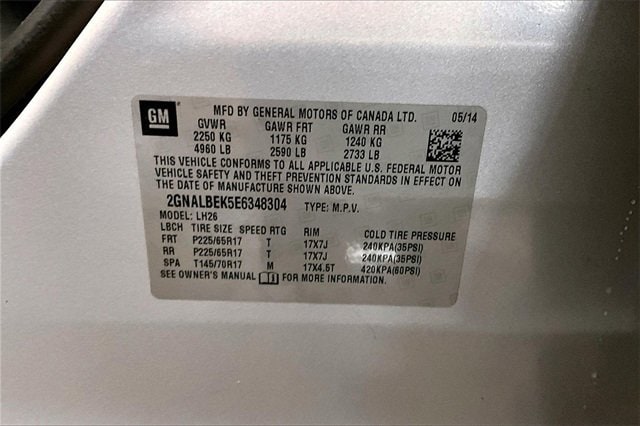 GM MFD BY GENERAL MOTORS OF CANADA LTD. 05/14
GVWR GAWR FRT GAWR RR
2250 KG 1175 KG 1240 KG
4960 LB 2590 LB 2733 LB
THIS VEHICLE CONFORMS TO ALL APPLICABLE U.S. FEDERAL MOTOR
VEHICLE SAFETY AND THEFT PREVENTION STANDARDS IN EFFECT ON
THE DATE OF MANUFACTURE SHOWN ABOVE.
2GNALBEK5E6348304 TYPE: M.P.V.
MODEL: LH26
LBCH TIRE SIZE SPEED RTG RIM COLD TIRE PRESSURE
FRT P225/65R17 T 17X7J 240KPA(35PSI)
RR P225/65R17 T 17X7J 240KPA(35PSI)
SPA T145/70R17 M 17X4.5T 420KPA(60PSI)
SEE OWNER'S MANUAL FOR MORE INFORMATION.